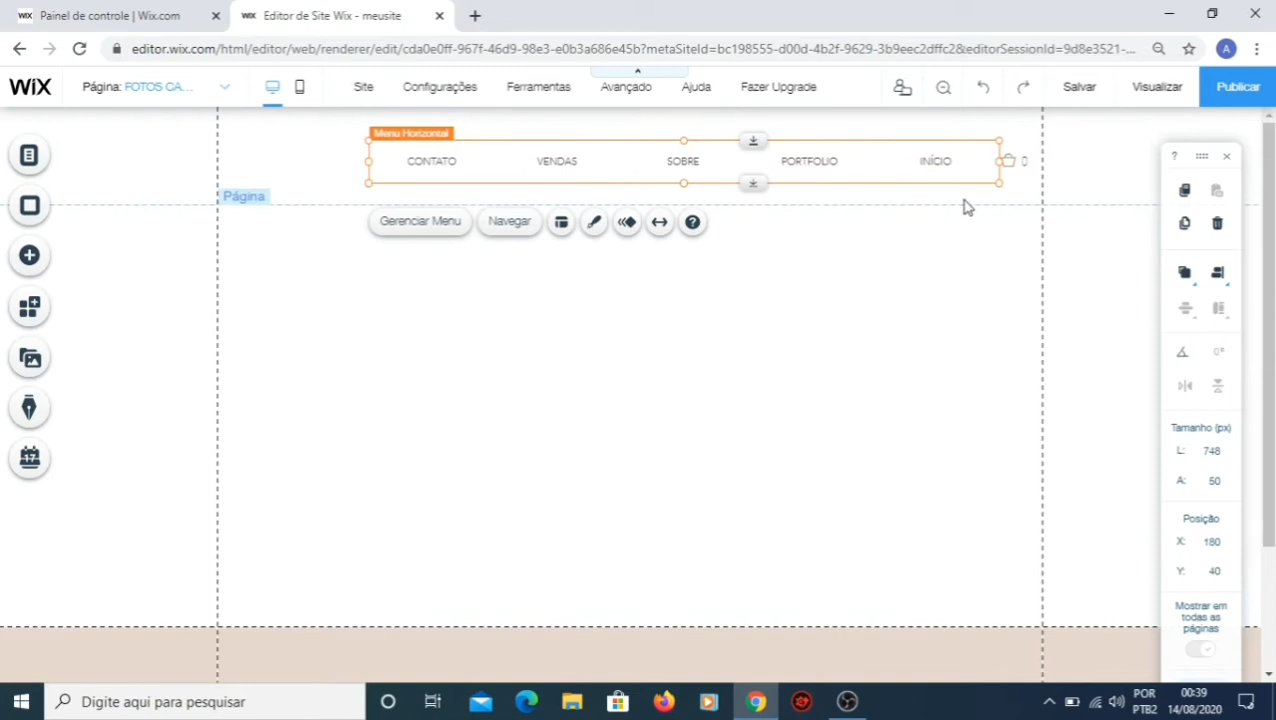 WIX Painel de controle | Wix.com
WIX Editor de Site Wix - meusite
editor.wix.com/html/editor/web/renderer/edit/cda0e0ff-967f-46d9-98e3-e0b3a686e45b?metaSiteId=bc198555-d00d-4b2f-9629-3b9eec2dffc2&editorSessionId=9d8e3521-...
A
WIX
Página: FOTOS CA...
Site
Configurações
Ferramentas
Avançado
Ajuda
Fazer Upgrade
Salvar
Visualizar
Publicar
Menu Horizontal
CONTATO VENDAS SOBRE PORTFOLIO INÍCIO 0
Página
Gerenciar Menu
Navegar
?
?
17
0°
Tamanho (px)
L: 748
A: 50
Posição
X: 180
Y: 40
Mostrar em
todas as
páginas
Digite aqui para pesquisar
POR
PTB2
00:39
14/08/2020